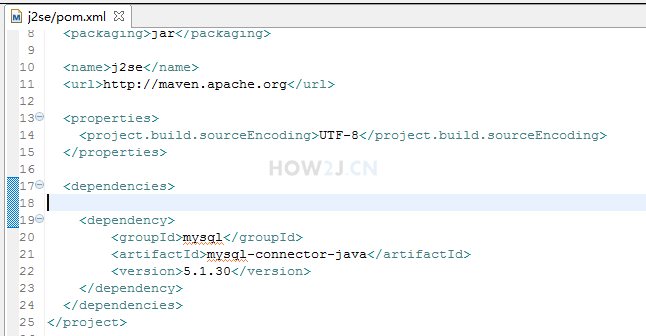 j2se/pom.xml
8 <packaging>jar</packaging>
9
10 <name>j2se</name>
11 <url>http://maven.apache.org</url>
12
13 <properties>
14 <project.build.sourceEncoding>UTF-8</project.build.sourceEncoding>
15 </properties>
16
HOW2J.CN
17 <dependencies>
18
19 <dependency>
20 <groupId>mysql</groupId>
21 <artifactId>mysql-connector-java</artifactId>
22 <version>5.1.30</version>
23 </dependency>
24 </dependencies>
25 </project>